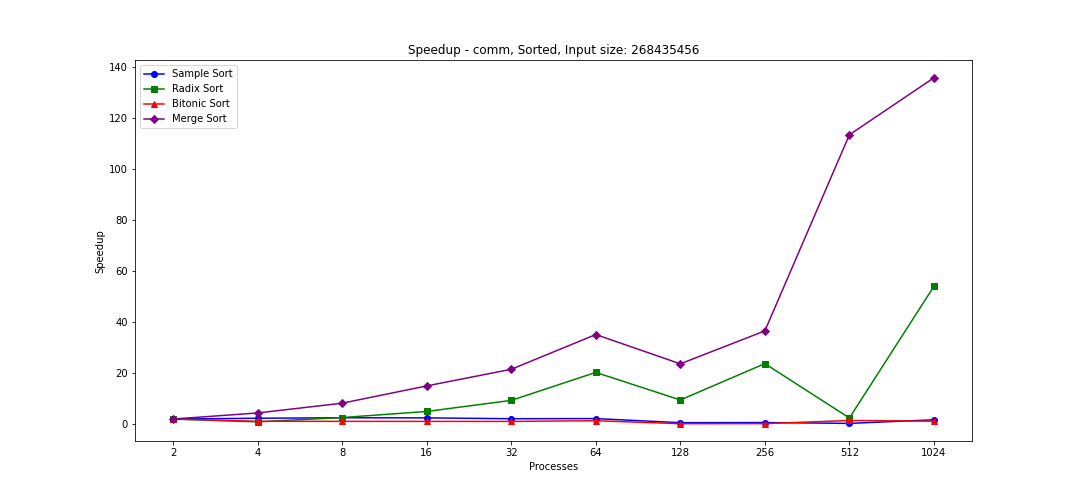 Speedup - comm, Sorted, Input size: 268435456
Sample Sort
Radix Sort
Bitonic Sort
Merge Sort
Speedup
140
120
100
80
60
40
20
0
2 4 8 16 32 64 128 256 512 1024
Processes